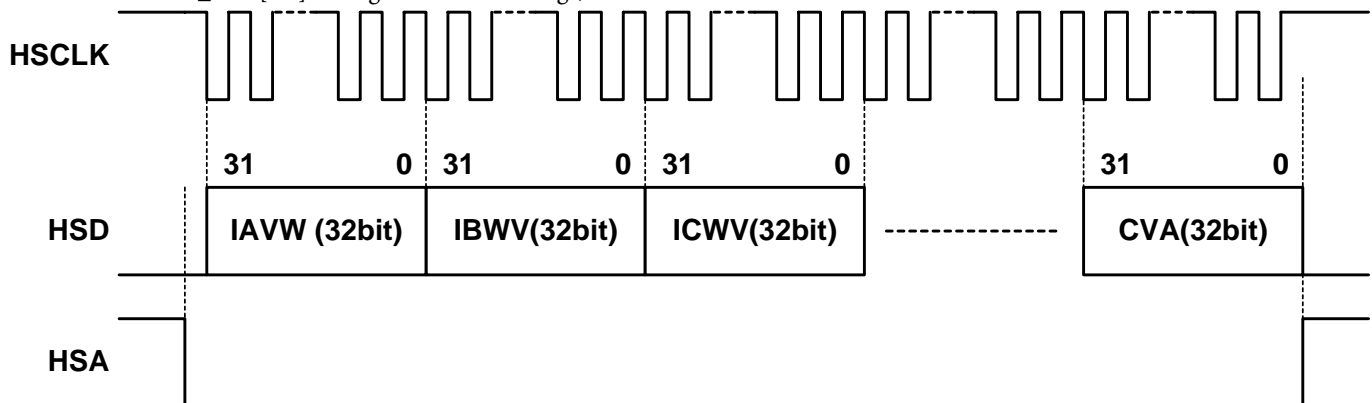 HSCLK
31 0 31 0 31 0 31 0
HSD IAVW (32bit) IBWV(32bit) ICWV(32bit) CVA(32bit)
HSA